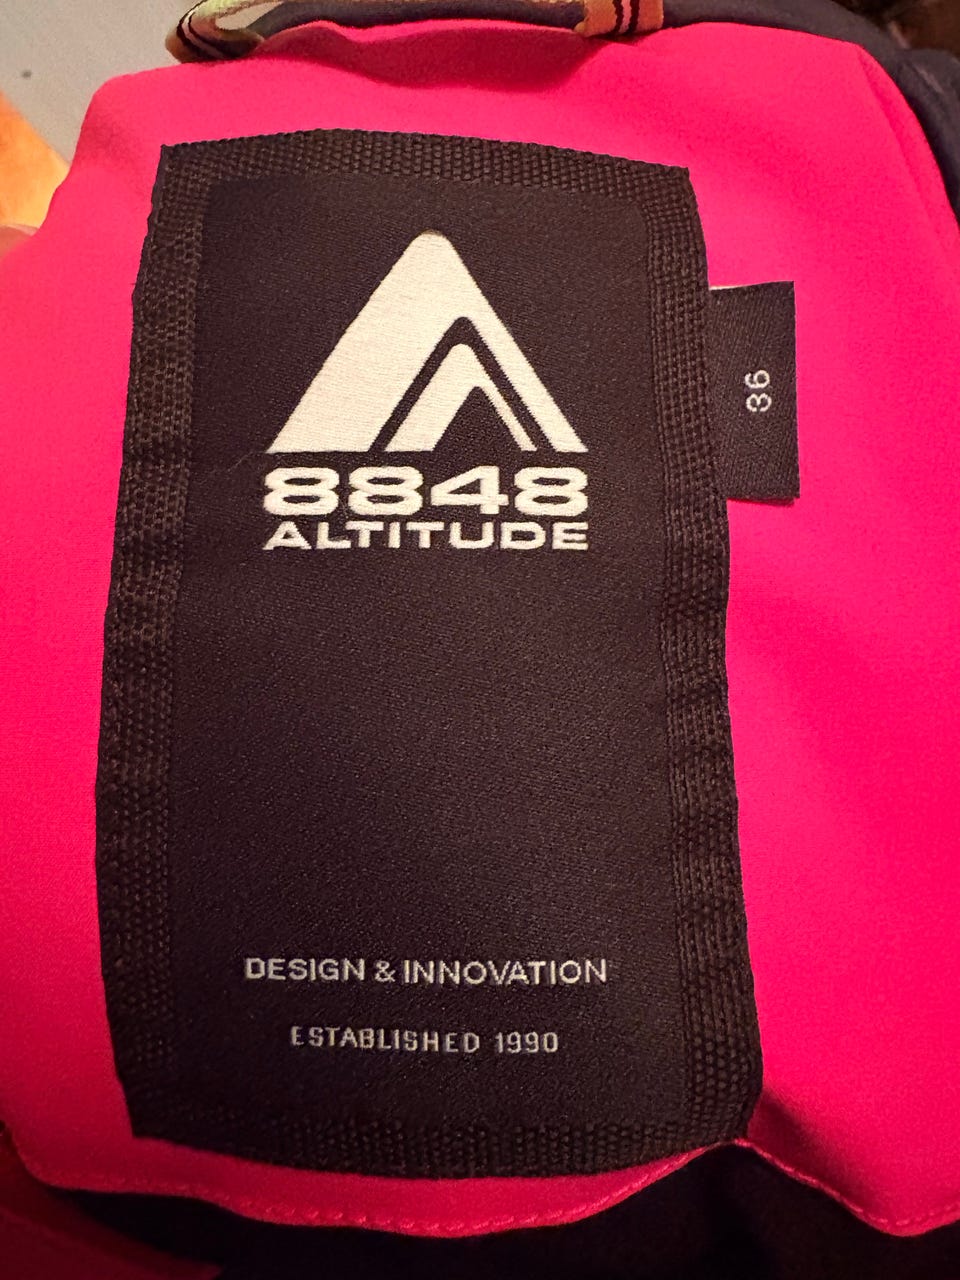 8848
ALTITUDE
36
DESIGN & INNOVATION
ESTABLISHED 1990